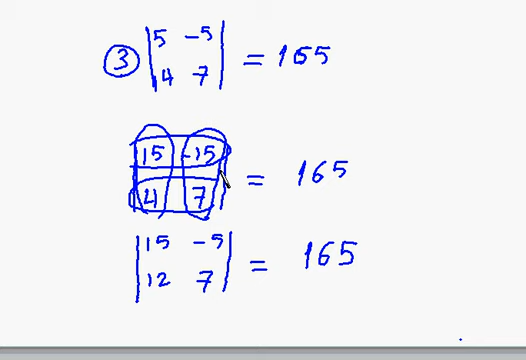 ③ |5 -5| = 165
|4 7|
|15 -15| = 165
|4 7|
|15 -5| = 165
|12 7|